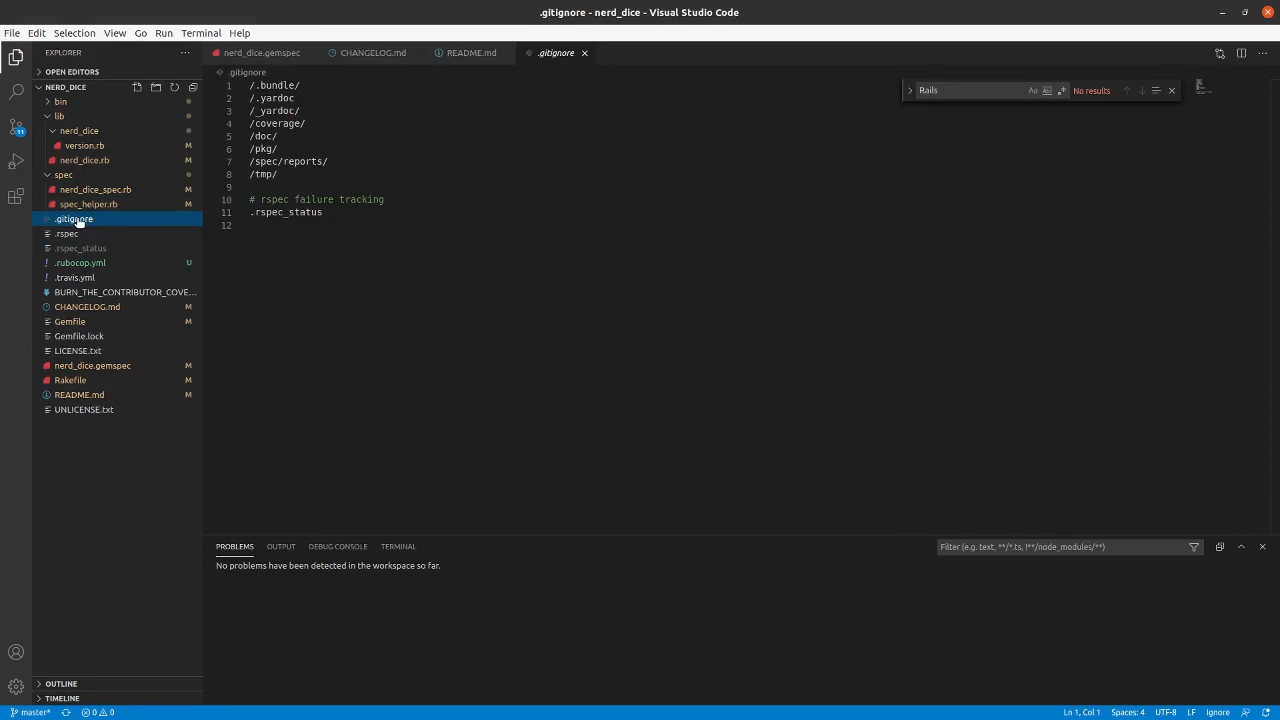 .gitignore - nerd_dice - Visual Studio Code
File Edit Selection View Go Run Terminal Help
EXPLORER
OPEN EDITORS
NERD_DICE
bin
lib
nerd_dice
version.rb M
nerd_dice.rb M
spec
nerd_dice_spec.rb M
spec_helper.rb M
.gitignore
.rspec
.rspec_status
.rubocop.yml U
.travis.yml
BURN_THE_CONTRIBUTOR_COVE...
CHANGELOG.md M
Gemfile M
Gemfile.lock
LICENSE.txt
nerd_dice.gemspec M
Rakefile M
README.md M
UNLICENSE.txt
OUTLINE
TIMELINE
11
nerd_dice.gemspec CHANGELOG.md README.md .gitignore
.gitignore
Rails Aa Ab No results
1 /.bundle/
2 /.yardoc
3 /_yardoc/
4 /coverage/
5 /doc/
6 /pkg/
7 /spec/reports/
8 /tmp/
9
10 # rspec failure tracking
11 .rspec_status
12
PROBLEMS OUTPUT DEBUG CONSOLE TERMINAL
Filter (e.g. text, **/*.ts, !**/node_modules/**)
No problems have been detected in the workspace so far.
master* 0 0 Ln 1, Col 1 Spaces: 4 UTF-8 LF Ignore